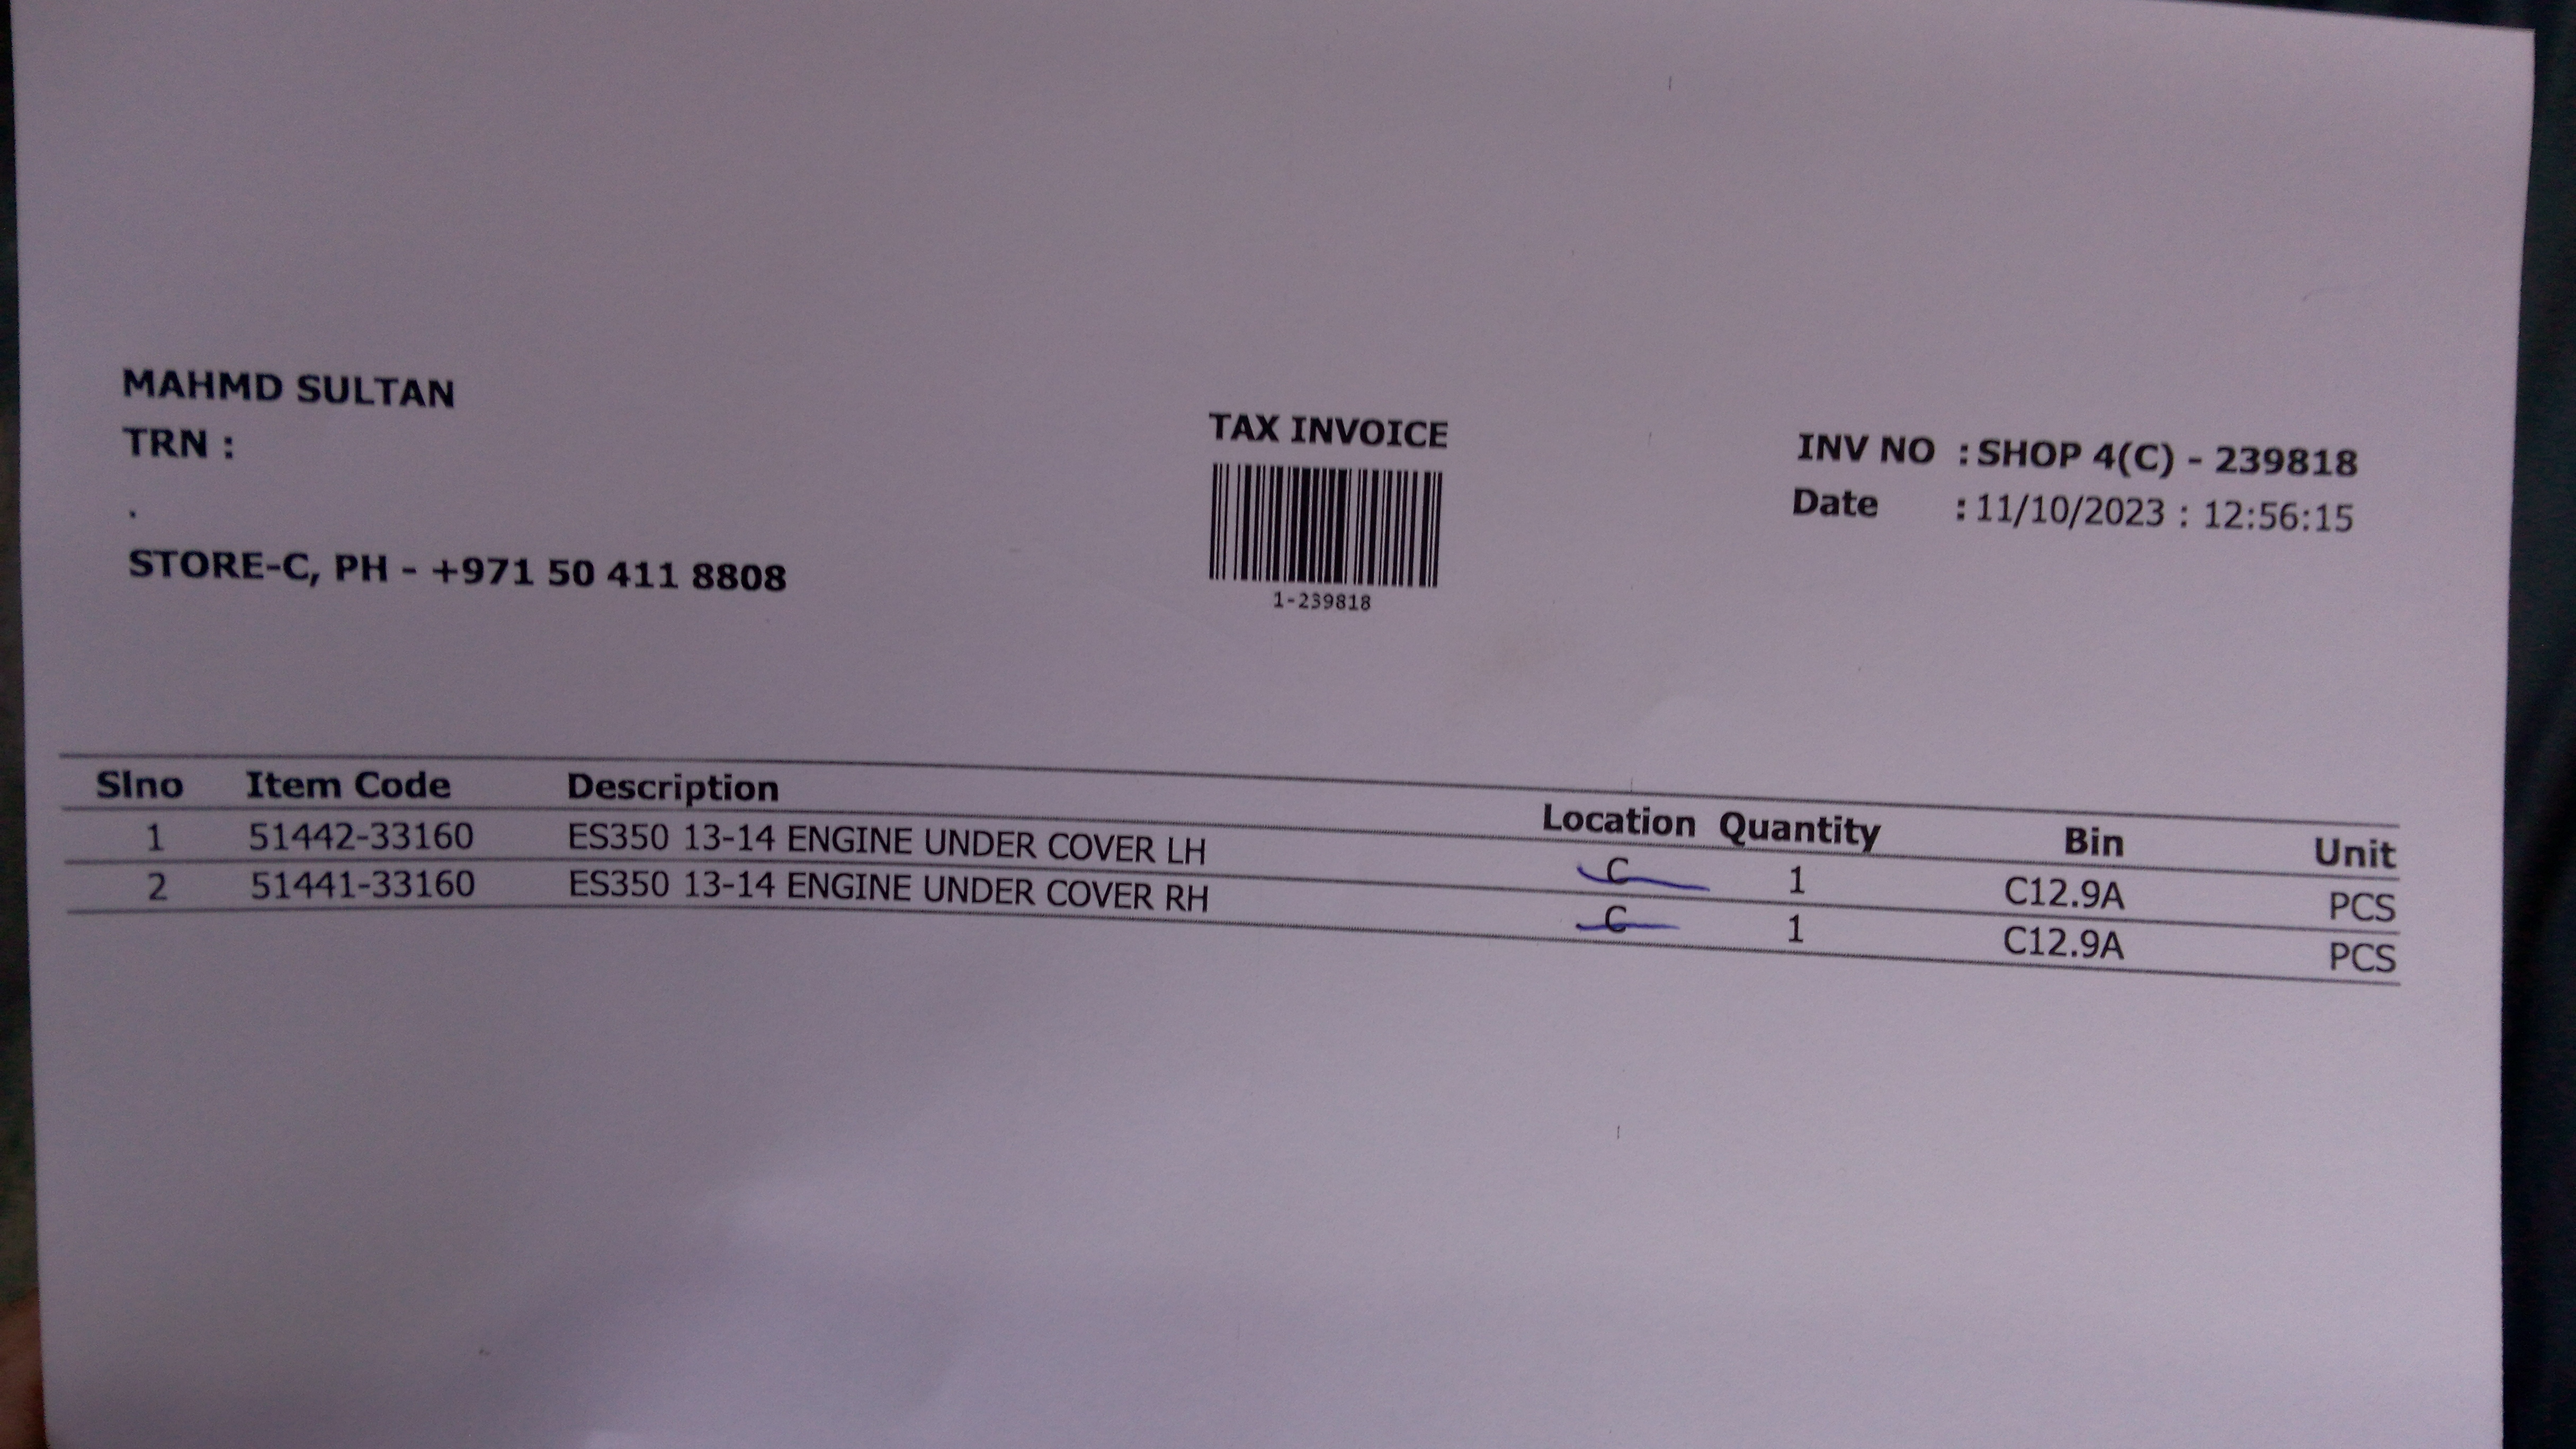 MAHMD SULTAN
TRN :
.
STORE-C, PH - +971 50 411 8808
TAX INVOICE
1-239818
INV NO : SHOP 4(C) - 239818
Date : 11/10/2023 : 12:56:15
Slno Item Code Description Location Quantity Bin Unit
1 51442-33160 ES350 13-14 ENGINE UNDER COVER LH C 1 C12.9A PCS
2 51441-33160 ES350 13-14 ENGINE UNDER COVER RH C 1 C12.9A PCS